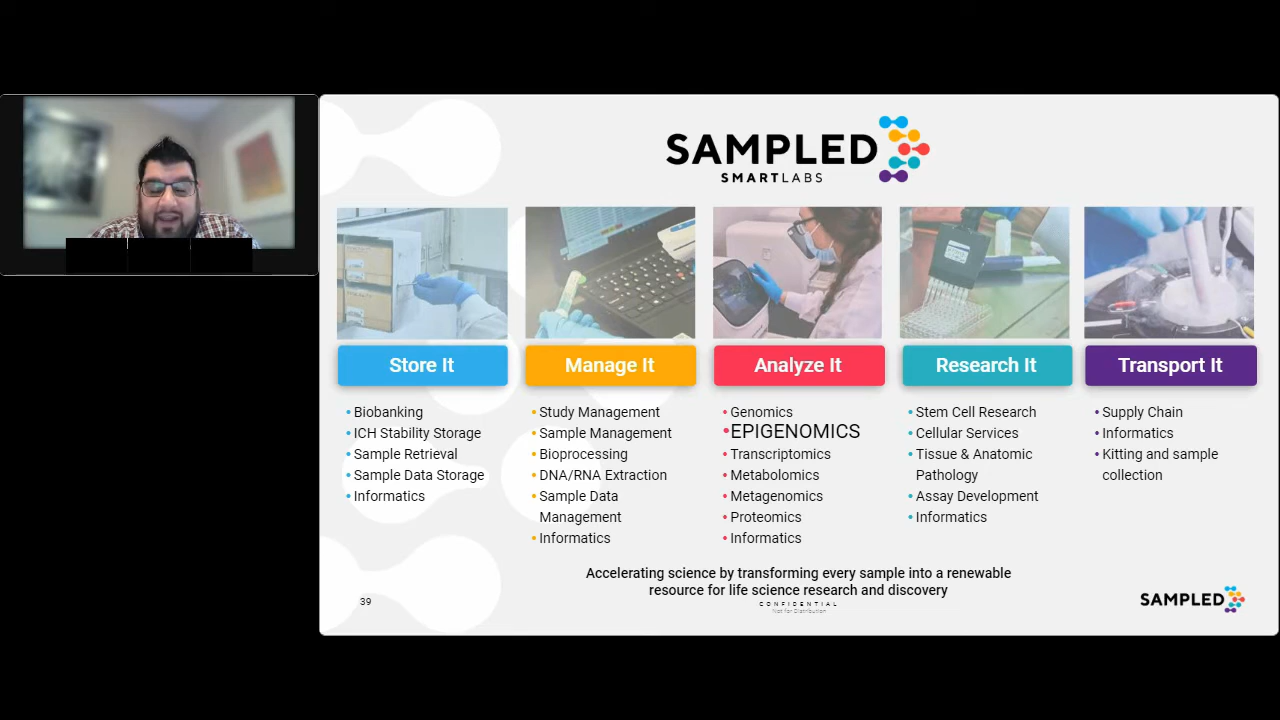 SAMPLED
SMARTLABS
Store It
Biobanking
ICH Stability Storage
Sample Retrieval
Sample Data Storage
Informatics
Manage It
Study Management
Sample Management
Bioprocessing
DNA/RNA Extraction
Sample Data
Management
Informatics
Analyze It
Genomics
EPIGENOMICS
Transcriptomics
Metabolomics
Metagenomics
Proteomics
Informatics
Research It
Stem Cell Research
Cellular Services
Tissue & Anatomic
Pathology
Assay Development
Informatics
Transport It
Supply Chain
Informatics
Kitting and sample
collection
Accelerating science by transforming every sample into a renewable
resource for life science research and discovery
CONFIDENTIAL
Not for Distribution
39
SAMPLED